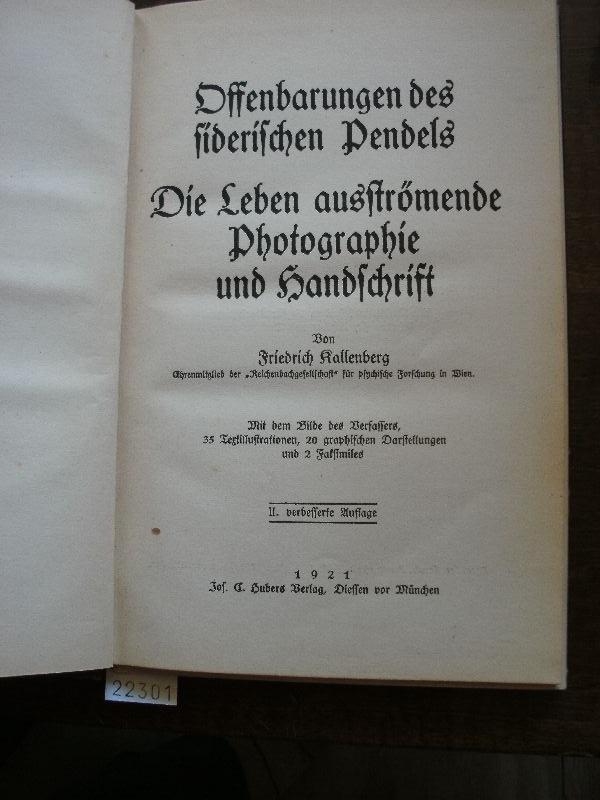 Offenbarungen des
siderischen Pendels
Die Leben ausströmende
Photographie
und Handschrift
Von
Friedrich Kallenberg
Ehrenmitglied der „Reichenbachgesellschaft“ für psychische Forschung in Wien.
Mit dem Bilde des Verfassers,
35 Textillustrationen, 20 graphischen Darstellungen
und 2 Faksimiles
II. verbesserte Auflage
1921
Jos. C. Hubers Verlag, Diessen vor München
22301